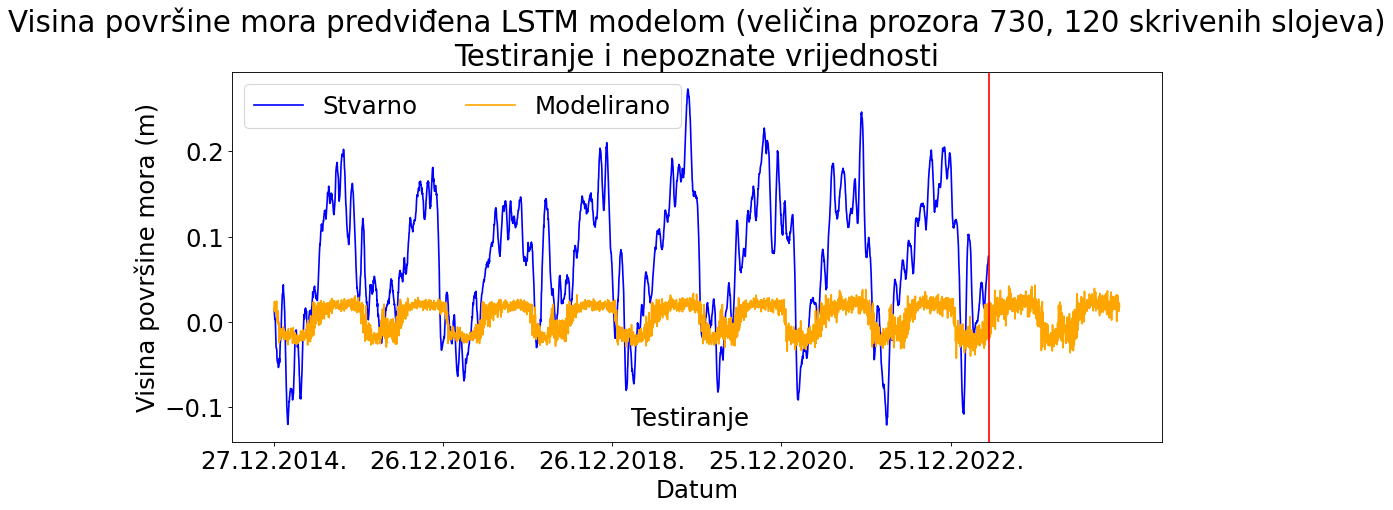 Visina površine mora predviđena LSTM modelom (veličina prozora 730, 120 skrivenih slojeva)
Testiranje i nepoznate vrijednosti
Stvarno Modelirano
Visina površine mora (m)
0.2
0.1
0.0
−0.1
Testiranje
27.12.2014. 26.12.2016. 26.12.2018. 25.12.2020. 25.12.2022.
Datum